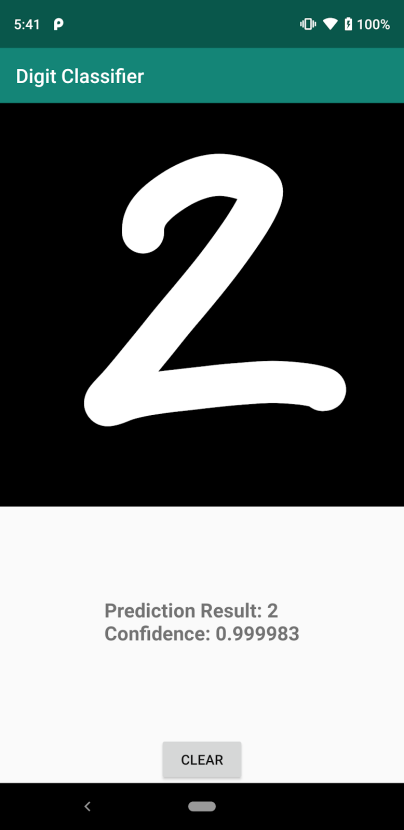 5:41 100%
Digit Classifier
2
Prediction Result: 2
Confidence: 0.999983
CLEAR